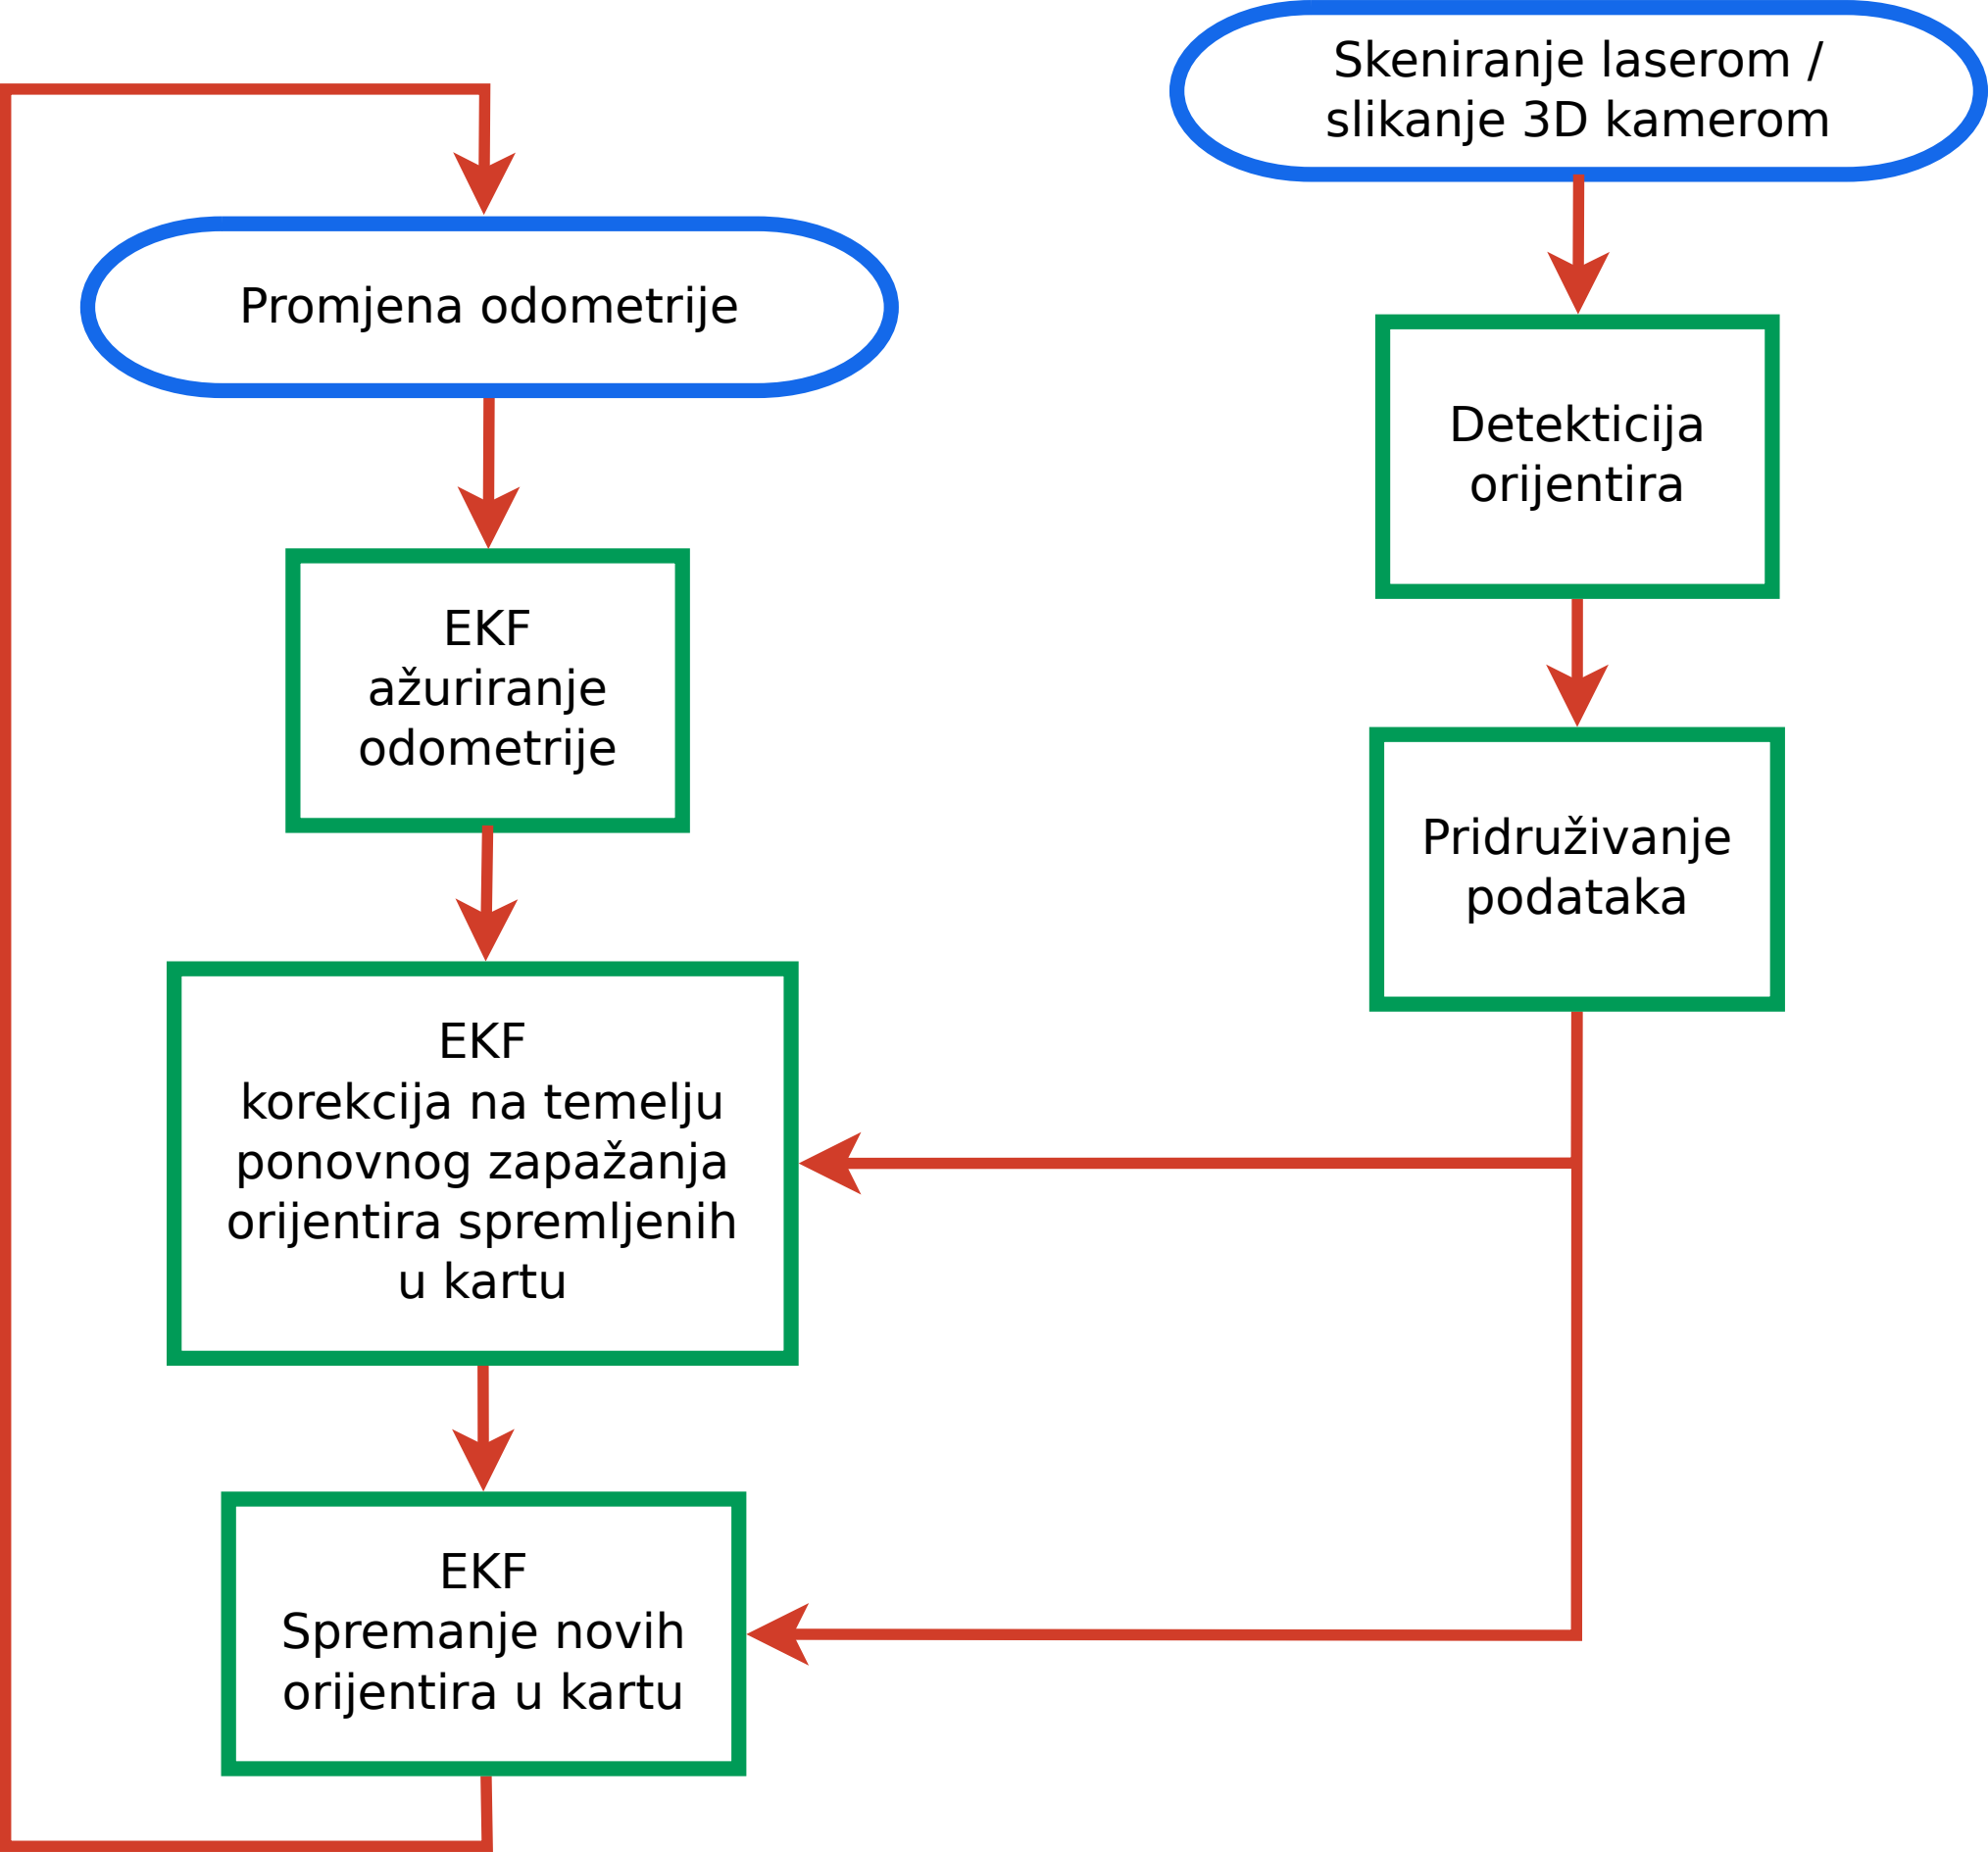 Skeniranje laserom /
slikanje 3D kamerom
Promjena odometrije
Detekticija
orijentira
EKF
ažuriranje
odometrije
Pridruživanje
podataka
EKF
korekcija na temelju
ponovnog zapažanja
orijentira spremljenih
u kartu
EKF
Spremanje novih
orijentira u kartu